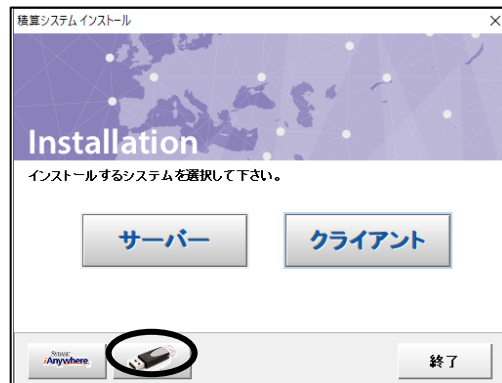 積算システム インストール
Installation
インストールするシステムを選択して下さい。
サーバー
クライアント
SYBASE
iAnywhere
終了